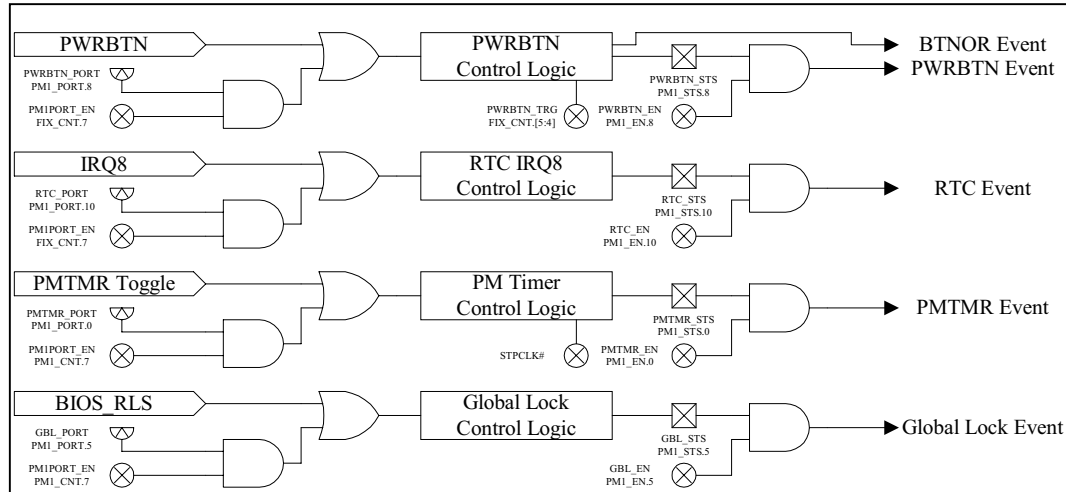 PWRBTN
PWRBTN_PORT
PM1_PORT.8
PM1PORT_EN
FIX_CNT.7
PWRBTN
Control Logic
PWRBTN_TRG
FIX_CNT.[5:4]
PWRBTN_STS
PM1_STS.8
PWRBTN_EN
PM1_EN.8
BTNOR Event
PWRBTN Event
IRQ8
RTC_PORT
PM1_PORT.10
PM1PORT_EN
FIX_CNT.7
RTC IRQ8
Control Logic
RTC_STS
PM1_STS.10
RTC_EN
PM1_EN.10
RTC Event
PMTMR Toggle
PMTMR_PORT
PM1_PORT.0
PM1PORT_EN
PM1_CNT.7
PM Timer
Control Logic
STPCLK#
PMTMR_STS
PM1_STS.0
PMTMR_EN
PM1_EN.0
PMTMR Event
BIOS_RLS
GBL_PORT
PM1_PORT.5
PM1PORT_EN
PM1_CNT.7
Global Lock
Control Logic
GBL_STS
PM1_STS.5
GBL_EN
PM1_EN.5
Global Lock Event